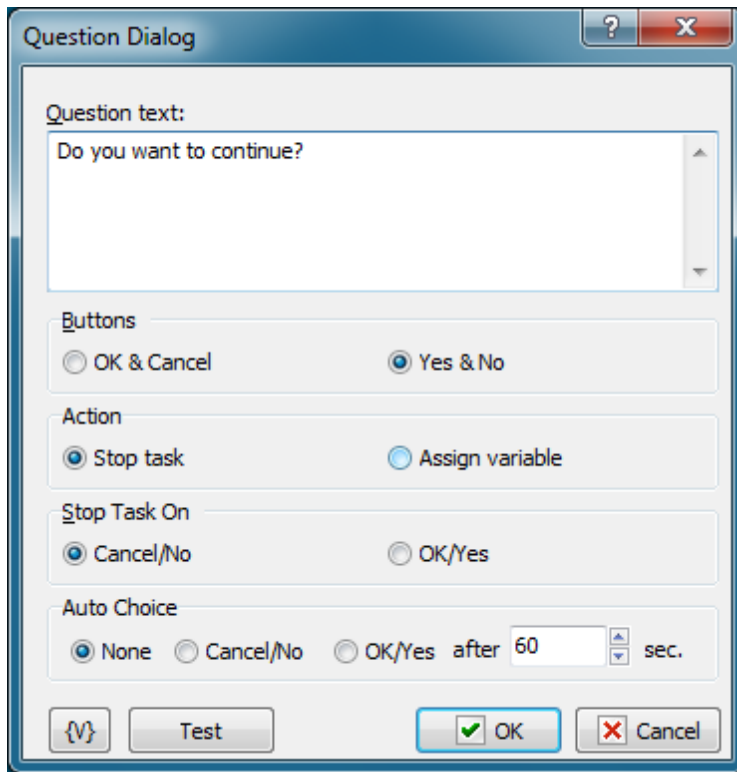 Question Dialog
?
Question text:
Do you want to continue?
Buttons
OK & Cancel Yes & No
Action
Stop task Assign variable
Stop Task On
Cancel/No OK/Yes
Auto Choice
None Cancel/No OK/Yes after 60 sec.
{V} Test OK Cancel